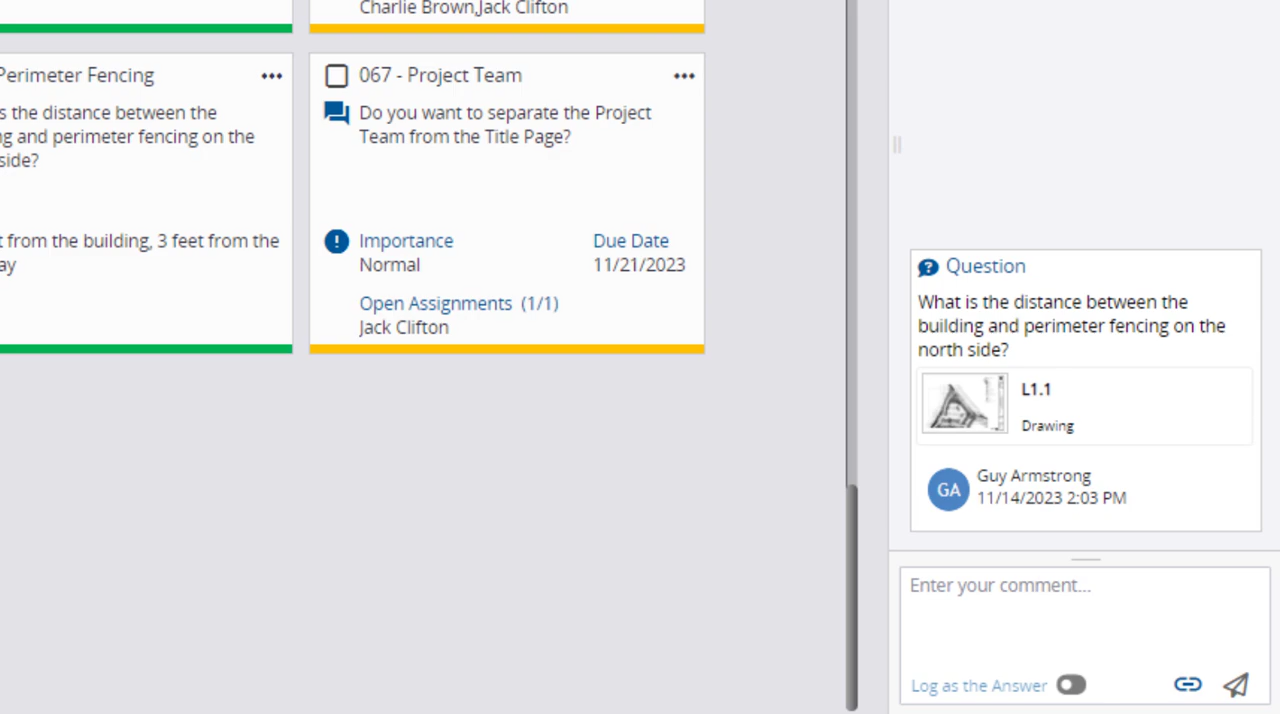 Charlie Brown,Jack Clifton
Perimeter Fencing
s the distance between the
ng and perimeter fencing on the
side?
t from the building, 3 feet from the
ay
067 - Project Team
Do you want to separate the Project
Team from the Title Page?
Importance
Normal
Due Date
11/21/2023
Open Assignments (1/1)
Jack Clifton
Question
What is the distance between the
building and perimeter fencing on the
north side?
L1.1
Drawing
GA
Guy Armstrong
11/14/2023 2:03 PM
Enter your comment...
Log as the Answer